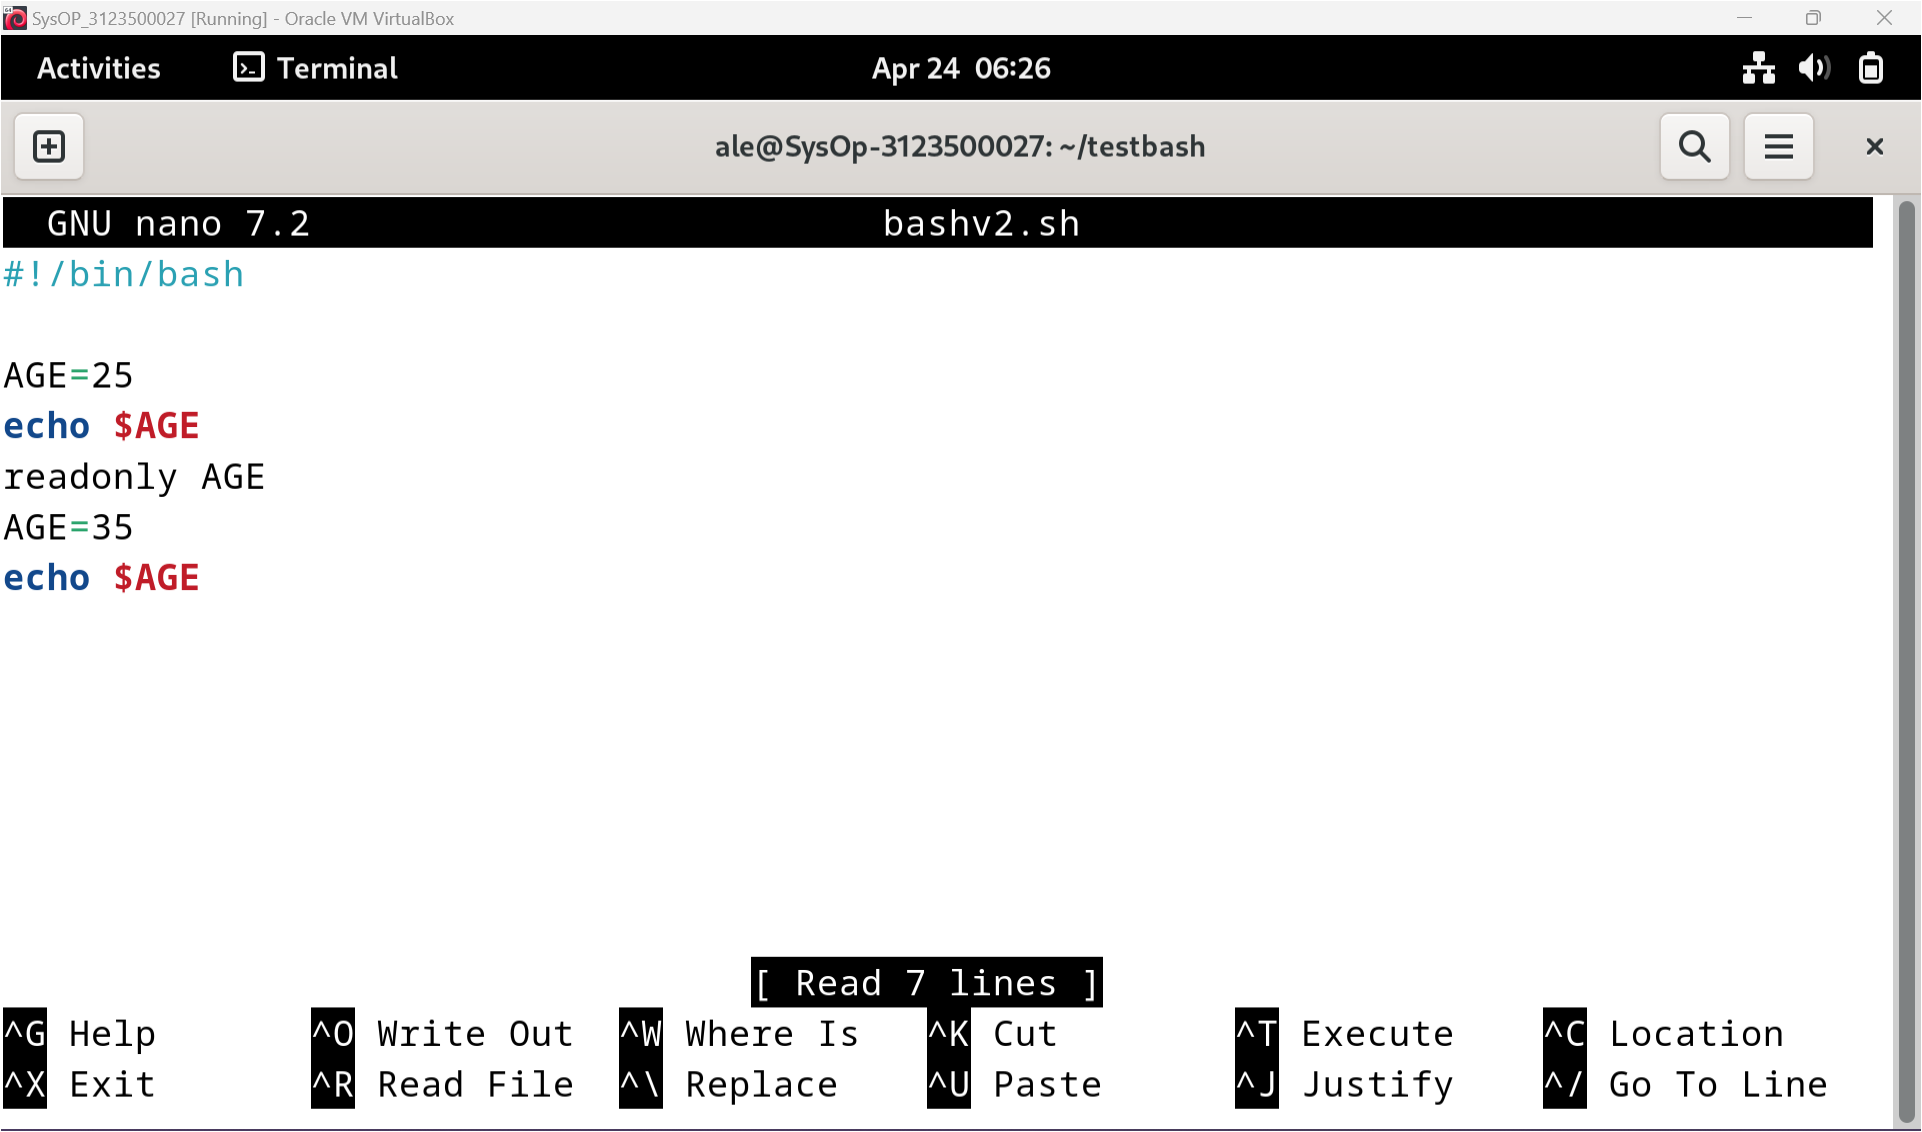 SysOP_3123500027 [Running] - Oracle VM VirtualBox
Activities Terminal Apr 24 06:26
ale@SysOp-3123500027: ~/testbash
GNU nano 7.2 bashv2.sh
#!/bin/bash
AGE=25
echo $AGE
readonly AGE
AGE=35
echo $AGE
[ Read 7 lines ]
^G Help ^O Write Out ^W Where Is ^K Cut ^T Execute ^C Location
^X Exit ^R Read File ^\ Replace ^U Paste ^J Justify ^/ Go To Line